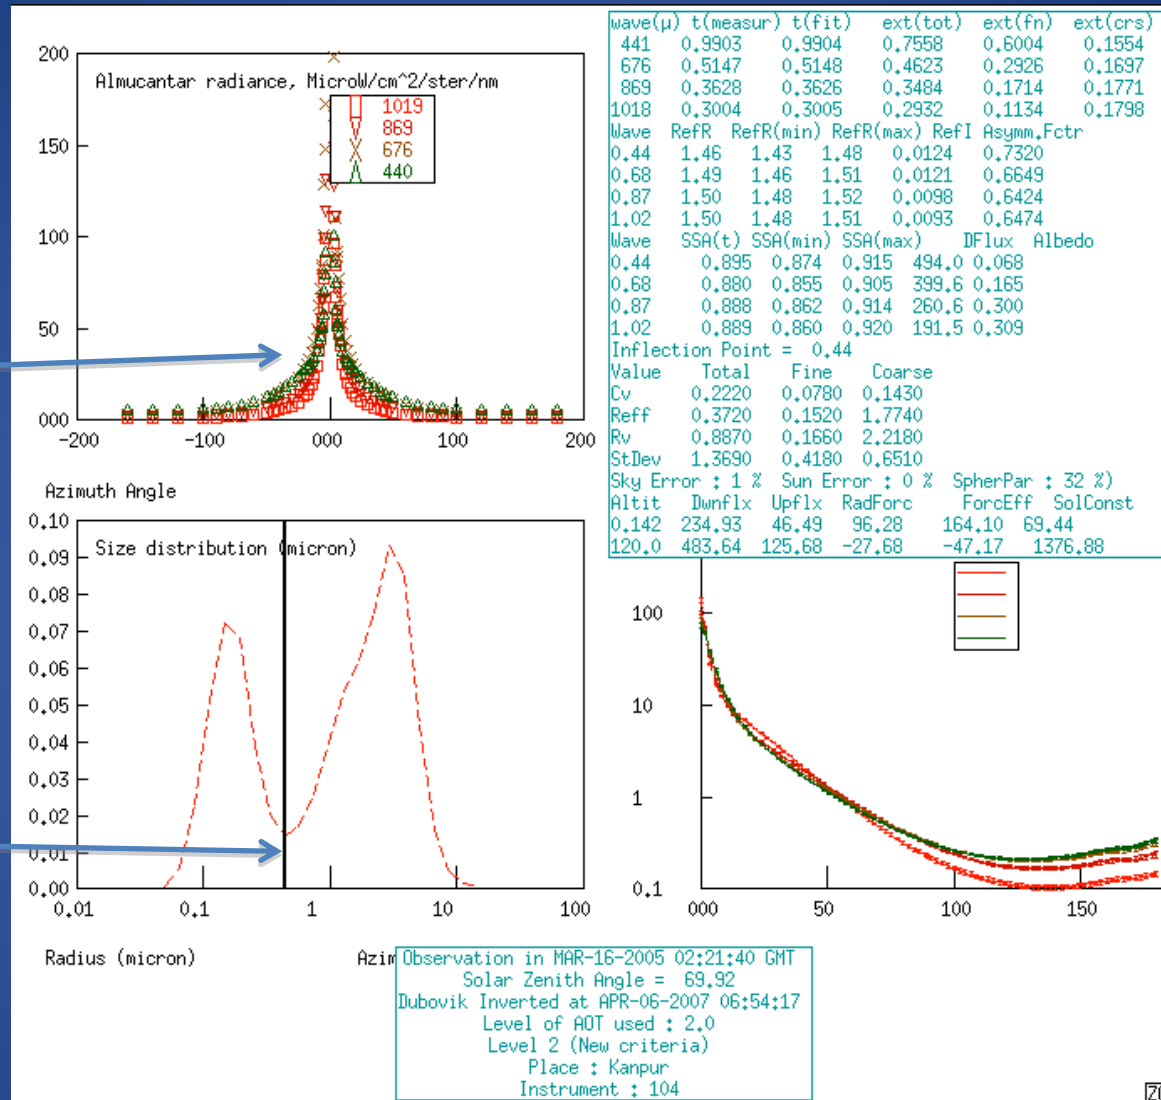 200
150
100
50
000
Almucantar radiance, MicroW/cm^2/ster/nm
1019
869
676
440
-200 -100 000 100 200
Azimuth Angle
wave(μ) t(measur) t(fit) ext(tot) ext(fn) ext(crs)
441 0.9903 0.9904 0.7558 0.6004 0.1554
676 0.5147 0.5148 0.4623 0.2926 0.1697
869 0.3628 0.3626 0.3484 0.1714 0.1771
1018 0.3004 0.3005 0.2932 0.1134 0.1798
Wave RefR RefR(min) RefR(max) RefI Asymm.Fctr
0.44 1.46 1.43 1.48 0.0124 0.7320
0.68 1.49 1.46 1.51 0.0121 0.6649
0.87 1.50 1.48 1.52 0.0098 0.6424
1.02 1.50 1.48 1.51 0.0093 0.6474
Wave SSA(t) SSA(min) SSA(max) DFlux Albedo
0.44 0.895 0.874 0.915 494.0 0.068
0.68 0.880 0.855 0.905 399.6 0.165
0.87 0.888 0.862 0.914 260.6 0.300
1.02 0.889 0.860 0.920 191.5 0.309
Inflection Point = 0.44
Value Total Fine Coarse
Cv 0.2220 0.0780 0.1430
Reff 0.3720 0.1520 1.7740
Rv 0.8870 0.1660 2.2180
StDev 1.3690 0.4180 0.6510
Sky Error : 1 % Sun Error : 0 % SpherPar : 32 %)
Altit Dwnflx Upflx RadForc ForcEff SolConst
0.142 234.93 46.49 96.28 164.10 69.44
120.0 483.64 125.68 -27.68 -47.17 1376.88
0.10
0.09
0.08
0.07
0.06
0.05
0.04
0.03
0.02
0.01
0.00
Size distribution (micron)
0.01 0.1 1 10 100
Radius (micron)
100
10
1
0.1
000 50 100 150
Azim
Observation in MAR-16-2005 02:21:40 GMT
Solar Zenith Angle = 69.92
Dubovik Inverted at APR-06-2007 06:54:17
Level of AOT used : 2.0
Level 2 (New criteria)
Place : Kanpur
Instrument : 104